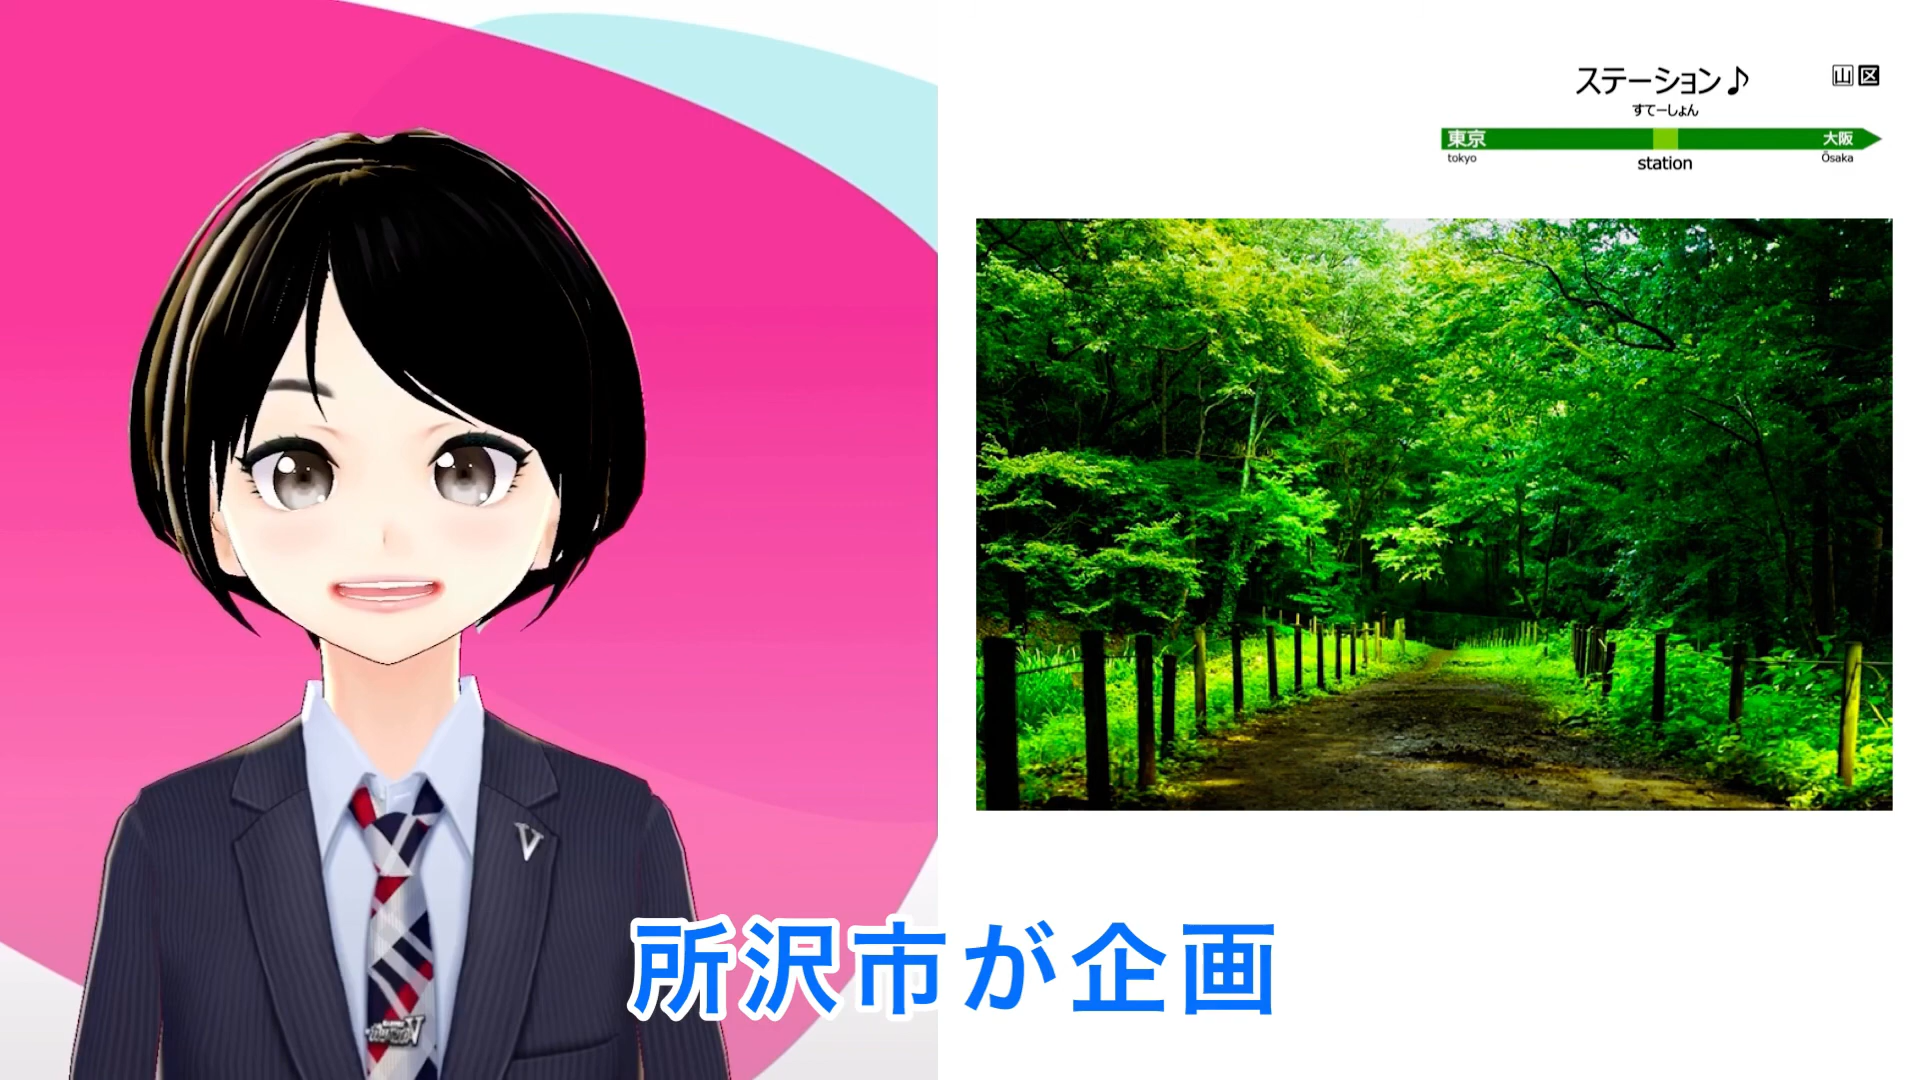 ステーション♪
山区
すてーしょん
東京
大阪
tokyo
station
Ōsaka
V
所沢市が企画